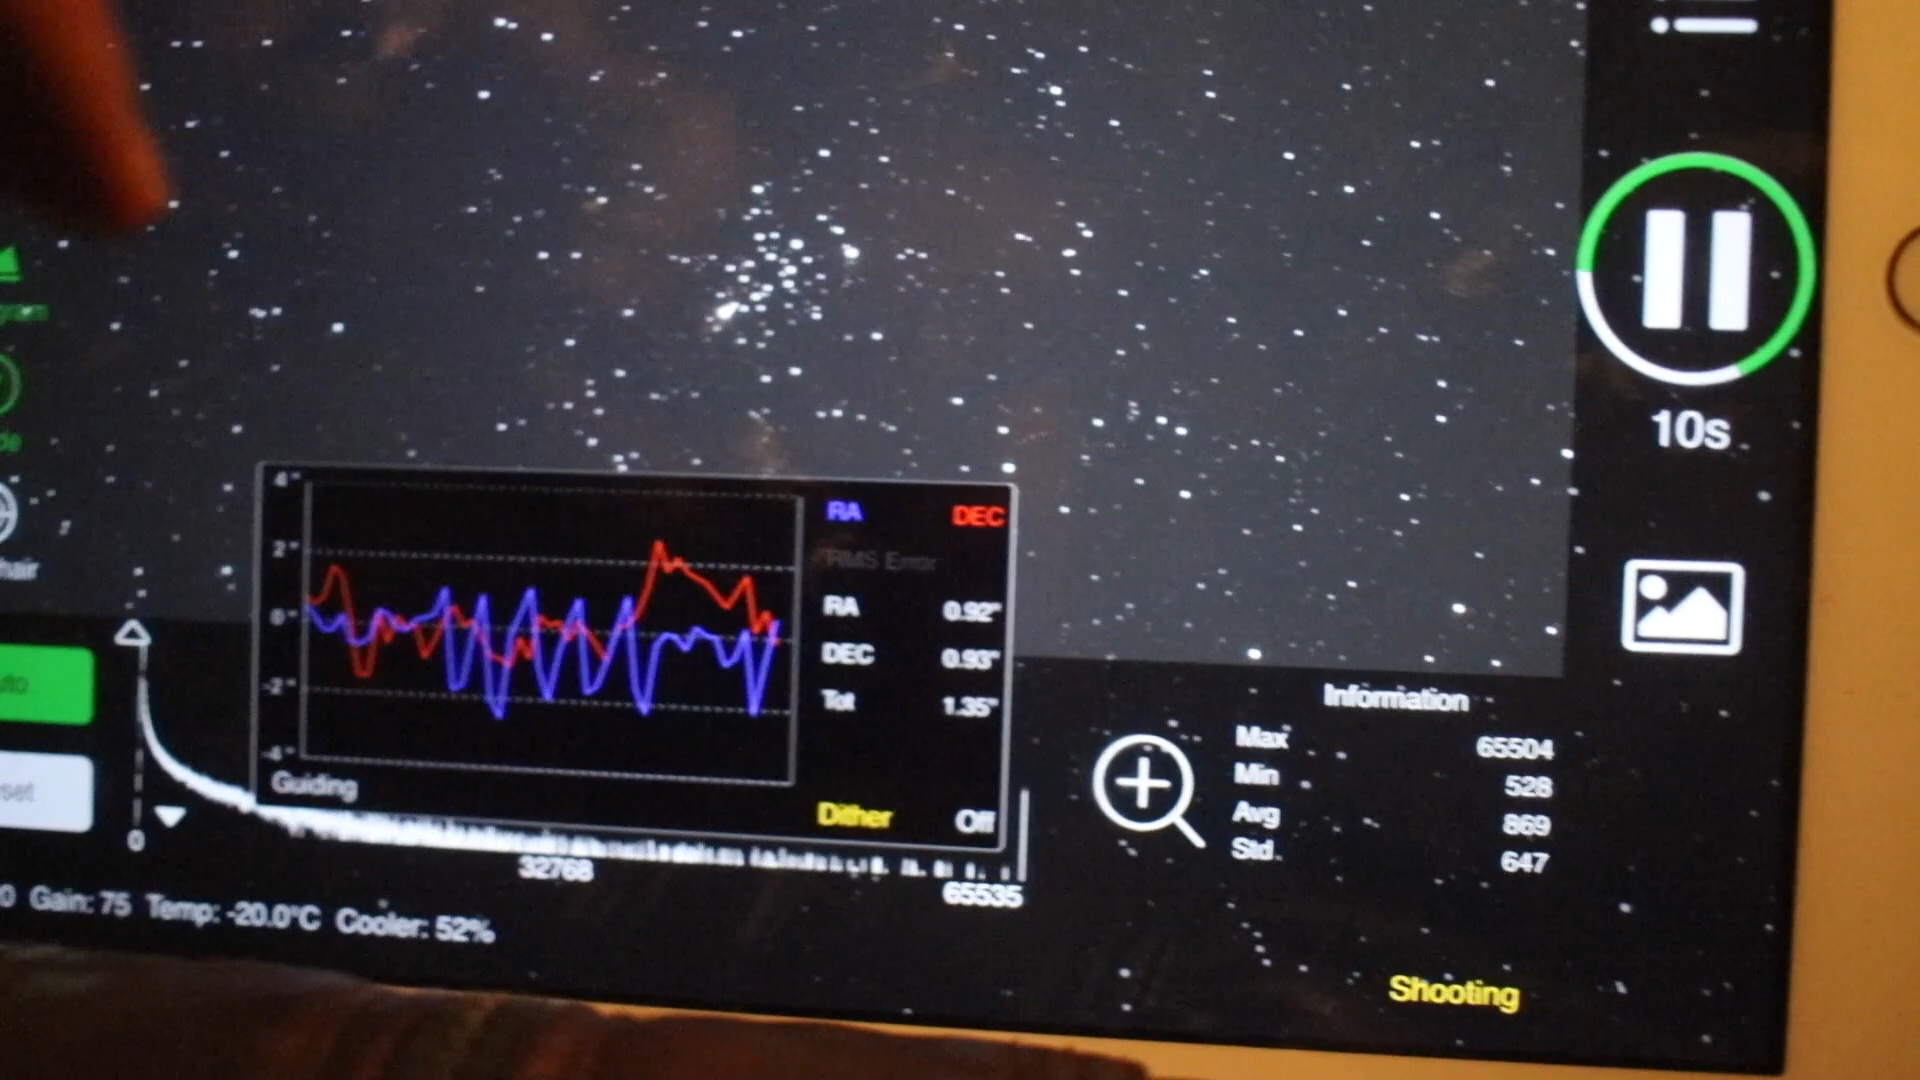 10s
4"
RA DEC
2"
RMS Error
0"
RA 0.92"
DEC 0.93"
-2"
Tot 1.35"
-4"
Guiding
Dither Off
Information
Max 65504
Min 528
Avg 869
Std 647
0
32768
65535
0 Gain: 75 Temp: -20.0°C Cooler: 52%
Shooting